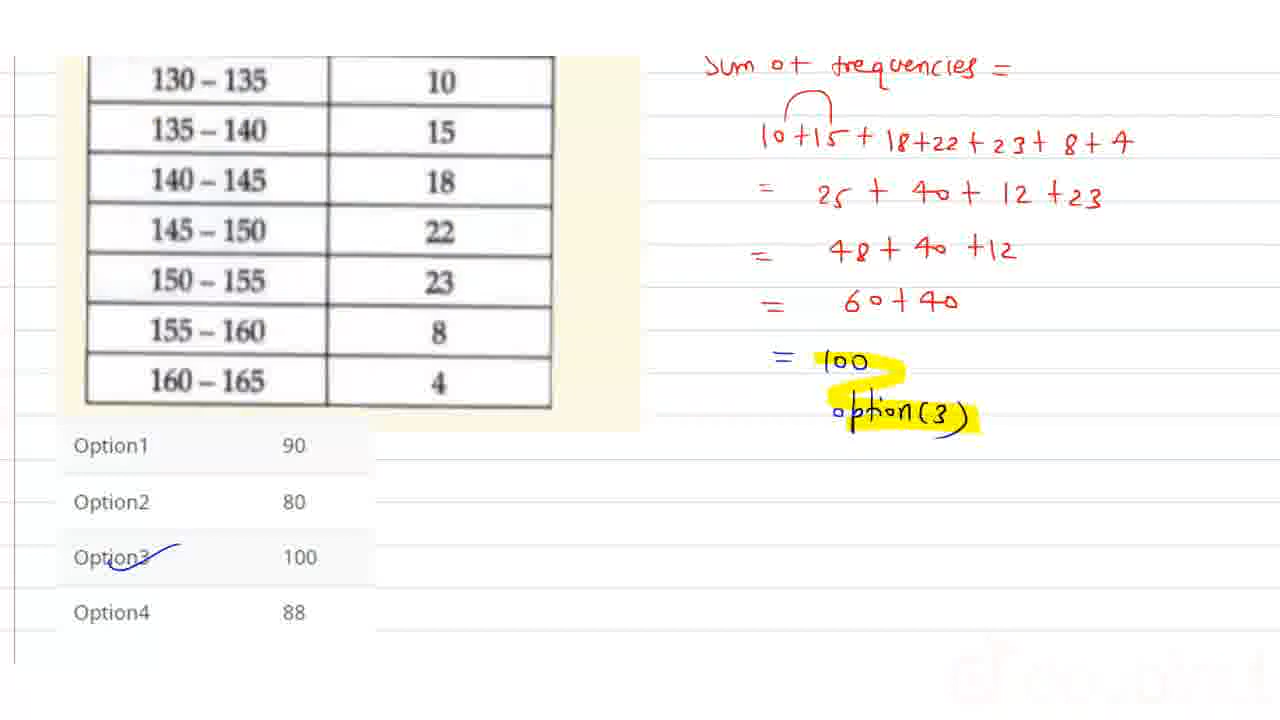 130 – 135 10
135 – 140 15
140 – 145 18
145 – 150 22
150 – 155 23
155 – 160 8
160 – 165 4
Option1 90
Option2 80
Option3 100
Option4 88
Sum of frequencies =
10 + 15 + 18 + 22 + 23 + 8 + 4
= 25 + 40 + 12 + 23
= 48 + 40 + 12
= 60 + 40
= 100
option (3)